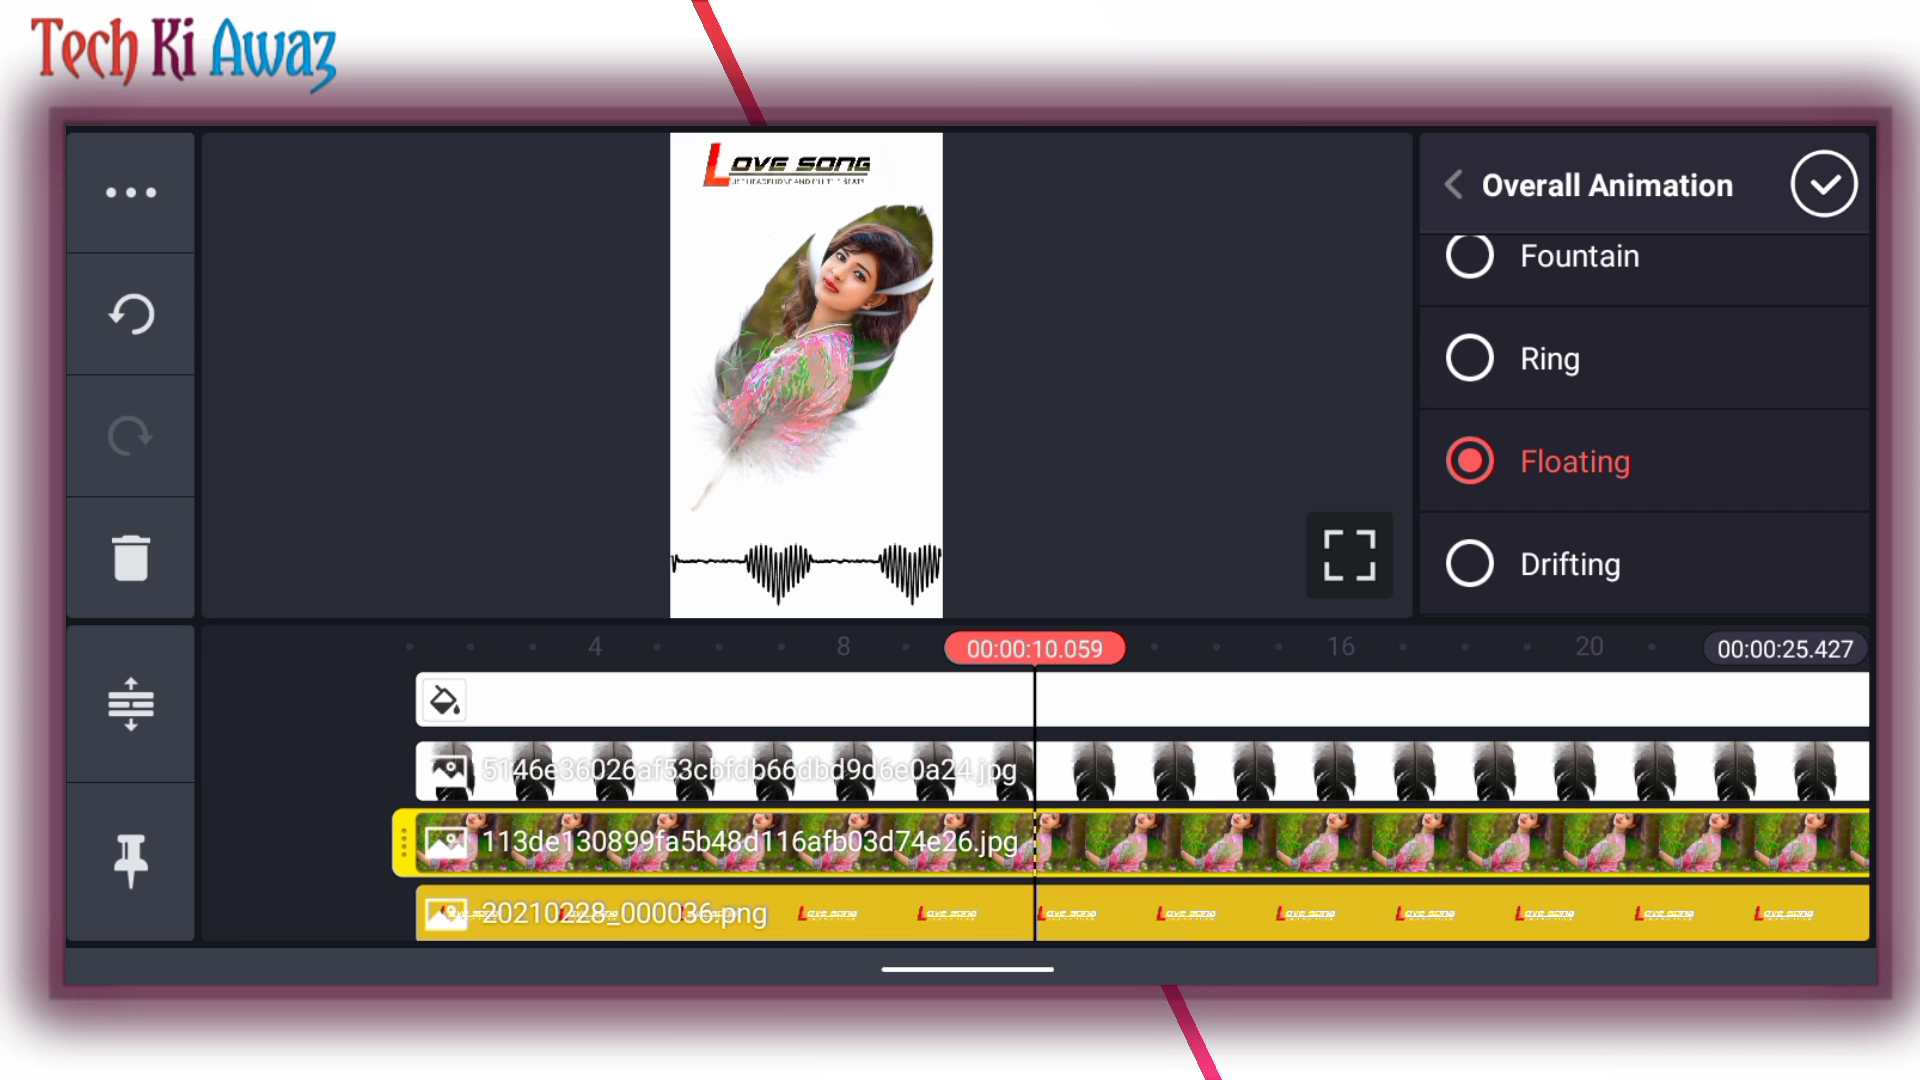 Tech Ki Awaz
LOVE SONG
Overall Animation
Fountain
Ring
Floating
Drifting
4
8
00:00:10.059
16
20
00:00:25.427
5146e36026af53cbfdb66dbd9d6e0a24.jpg
113de130899fa5b48d116afb03d74e26.jpg
20210228_000036.png